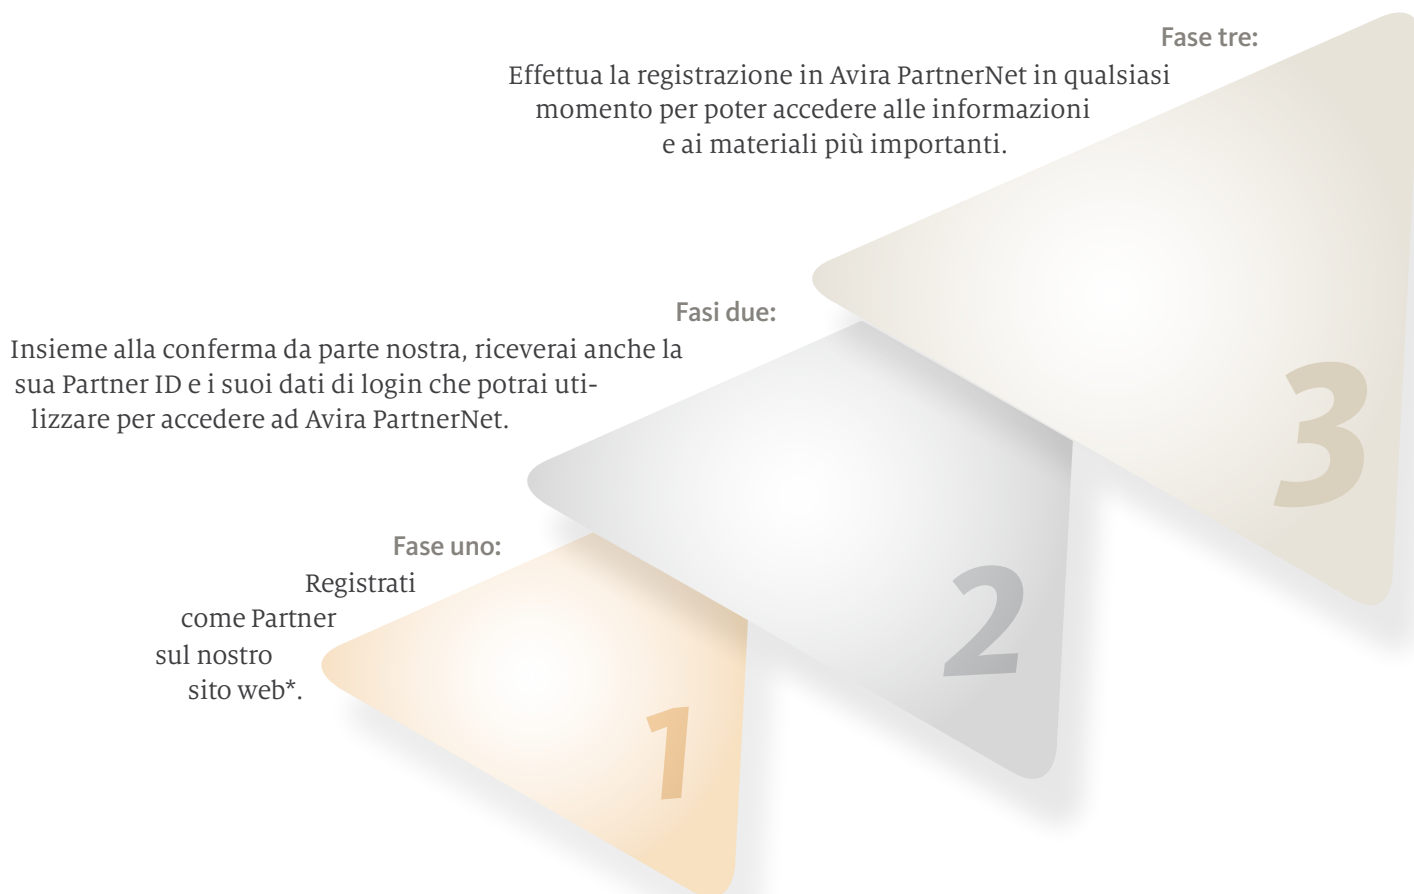 Fase tre:
Effettua la registrazione in Avira PartnerNet in qualsiasi
momento per poter accedere alle informazioni
e ai materiali più importanti.
Fasi due:
Insieme alla conferma da parte nostra, riceverai anche la
sua Partner ID e i suoi dati di login che potrai uti-
lizzare per accedere ad Avira PartnerNet.
Fase uno:
Registrati
come Partner
sul nostro
sito web*.
3
2
1